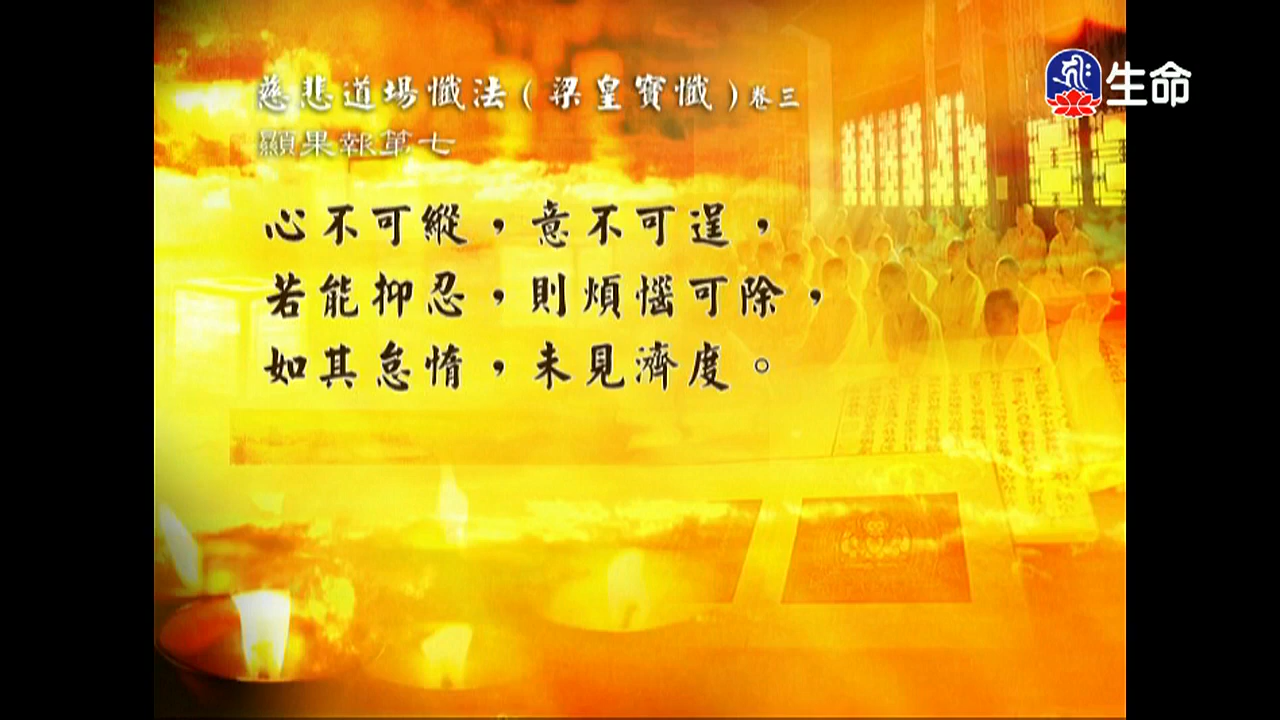 慈悲道場懺法（梁皇寶懺）卷三
顯果報第七
生命
心不可縱，意不可逞，
若能抑忍，則煩惱可除，
如其怠惰，未見濟度。